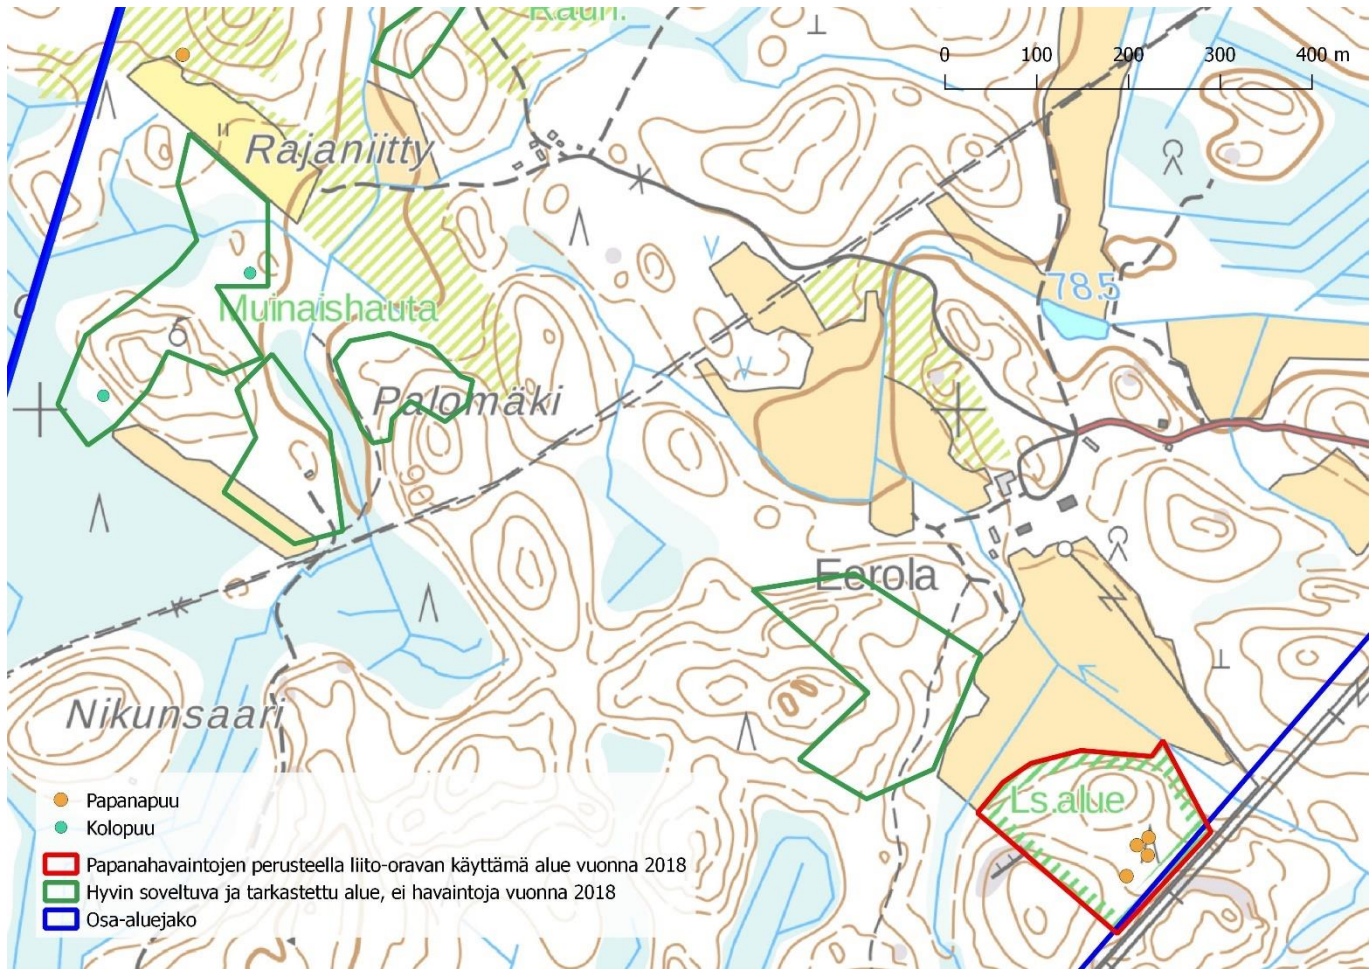 Raun.
0 100 200 300 400 m
Rajaniitty
78.5
Muinaishauta
Palomäki
Eerola
Nikunsaari
Ls.alue
Papanapuu
Kolopuu
Papanahavaintojen perusteella liito-oravan käyttämä alue vuonna 2018
Hyvin soveltuva ja tarkastettu alue, ei havaintoja vuonna 2018
Osa-aluejako